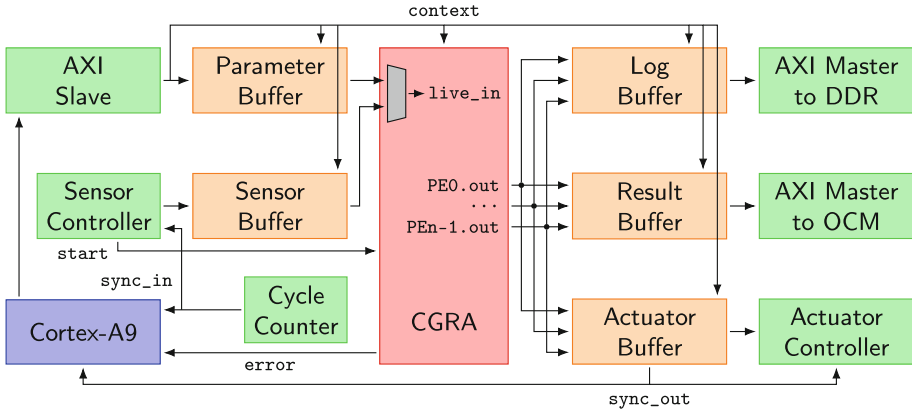 context
AXI
Slave
Parameter
Buffer
live_in
Log
Buffer
AXI Master
to DDR
Sensor
Controller
Sensor
Buffer
PE0.out
...
PEn-1.out
Result
Buffer
AXI Master
to OCM
start
sync_in
Cycle
Counter
Cortex-A9
CGRA
error
Actuator
Buffer
Actuator
Controller
sync_out